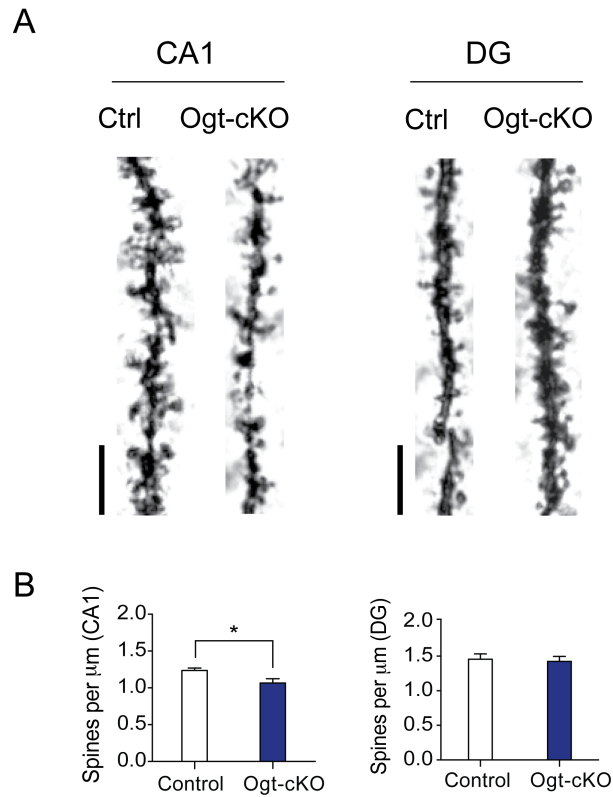 A
CA1 DG
Ctrl Ogt-cKO Ctrl Ogt-cKO
B
Spines per μm (CA1)
2.0
1.5
1.0
0.5
0.0
*
Control Ogt-cKO
Spines per μm (DG)
2.0
1.5
1.0
0.5
0.0
Control Ogt-cKO